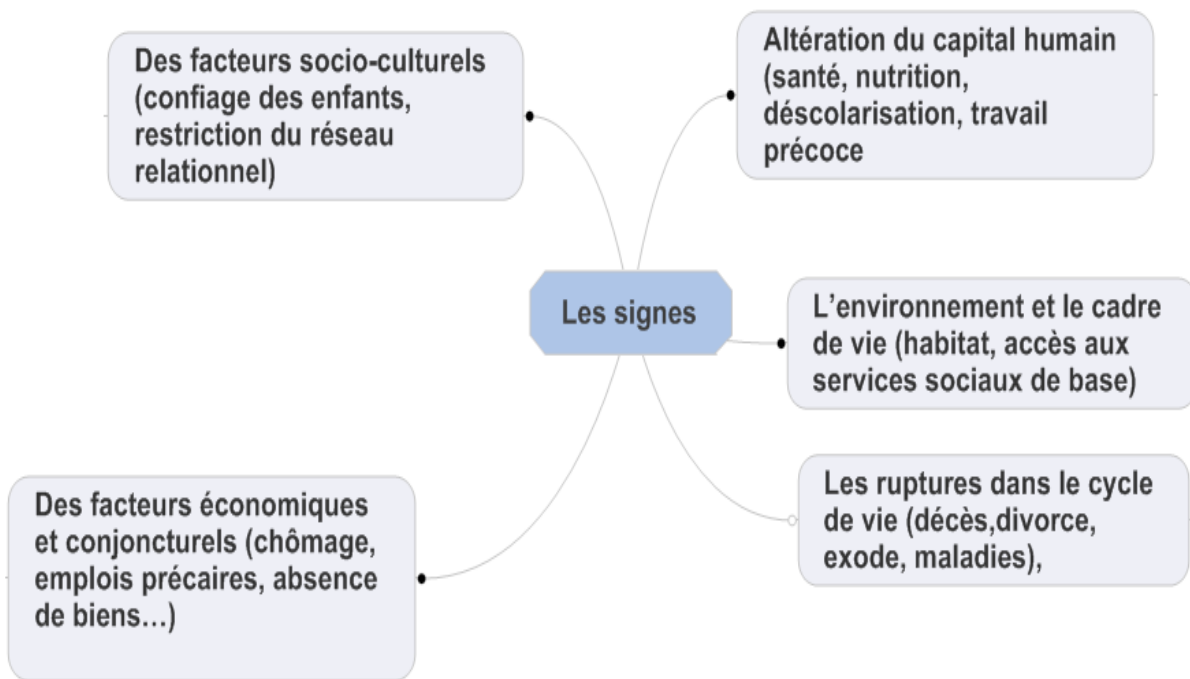 Des facteurs socio-culturels
(confiage des enfants,
restriction du réseau
relationnel)
Altération du capital humain
(santé, nutrition,
déscolarisation, travail
précoce
Les signes
L’environnement et le cadre
de vie (habitat, accès aux
services sociaux de base)
Des facteurs économiques
et conjoncturels (chômage,
emplois précaires, absence
de biens…)
Les ruptures dans le cycle
de vie (décès,divorce,
exode, maladies),